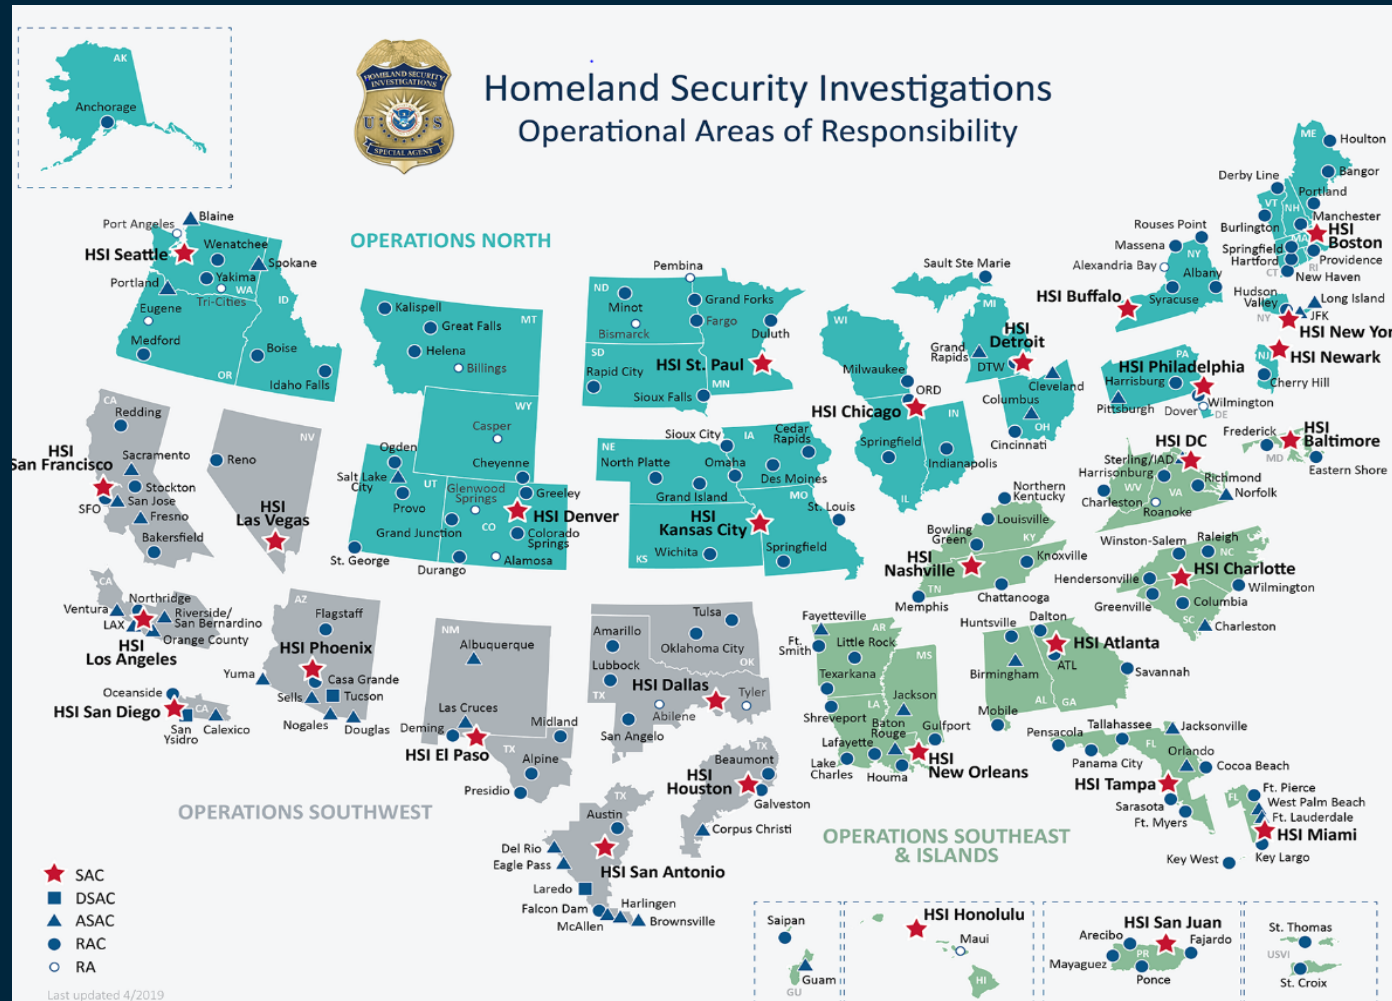 Homeland Security Investigations
Operational Areas of Responsibility
HOMELAND SECURITY
INVESTIGATIONS
U S
SPECIAL AGENT
AK
Anchorage
OPERATIONS NORTH
Port Angeles
Blaine
HSI Seattle
Wenatchee
Spokane
Yakima
WA
Tri-Cities
Portland
ID
Eugene
Medford
Boise
Idaho Falls
OR
Kalispell
MT
Great Falls
Helena
Billings
WY
Casper
Cheyenne
Ogden
Salt Lake
City
UT
Provo
Glenwood
Springs
Greeley
CO
HSI Denver
Grand Junction
Colorado
Springs
St. George
Durango
Alamosa
Pembina
ND
Minot
Grand Forks
Bismarck
Fargo
Duluth
SD
HSI St. Paul
Rapid City
MN
Sioux Falls
NE
Sioux City
IA
Cedar
Rapids
North Platte
Omaha
Des Moines
Grand Island
MO
HSI
Kansas City
St. Louis
Wichita
KS
Springfield
Sault Ste Marie
WI
MI
HSI
Detroit
Grand
Rapids
DTW
Milwaukee
ORD
HSI Chicago
IN
Springfield
Indianapolis
IL
Cleveland
Columbus
OH
Cincinnati
ME
Houlton
Bangor
Derby Line
Portland
VT
NH
Manchester
Burlington
HSI
Boston
MA
Springfield
Providence
Hartford
RI
CT
New Haven
Rouses Point
Massena
NY
Alexandria Bay
Albany
Syracuse
HSI Buffalo
Hudson
Valley
Long Island
JFK
NY
HSI New Yor
NJ
HSI Newark
Cherry Hill
PA
HSI Philadelphia
Harrisburg
Pittsburgh
Wilmington
Dover
DE
Frederick
HSI
Baltimore
MD
Eastern Shore
HSI DC
Sterling/IAD
Harrisonburg
Richmond
WV
VA
Charleston
Norfolk
Roanoke
CA
Redding
HSI
San Francisco
Sacramento
Stockton
SFO
San Jose
Fresno
Bakersfield
NV
Reno
HSI
Las Vegas
CA
Northridge
Ventura
Riverside/
San Bernardino
LAX
Orange County
HSI
Los Angeles
Oceanside
HSI San Diego
CA
San
Ysidro
Calexico
AZ
Flagstaff
HSI Phoenix
Yuma
Casa Grande
Sells
Tucson
Nogales
Douglas
NM
Albuquerque
Las Cruces
Deming
Midland
HSI El Paso
TX
Alpine
Presidio
Tulsa
Amarillo
Oklahoma City
Lubbock
OK
HSI Dallas
TX
Tyler
Abilene
San Angelo
TX
HSI
Houston
Beaumont
Galveston
Corpus Christi
TX
Austin
Del Rio
Eagle Pass
HSI San Antonio
Laredo
Falcon Dam
Harlingen
McAllen
Brownsville
OPERATIONS SOUTHWEST
Northern
Kentucky
Louisville
Bowling
Green
KY
HSI
Nashville
Knoxville
TN
Chattanooga
Memphis
Raleigh
Winston-Salem
NC
HSI Charlotte
Hendersonville
Wilmington
Greenville
Columbia
SC
Charleston
Fayetteville
AR
Ft.
Smith
Little Rock
MS
Texarkana
Jackson
LA
Shreveport
Baton
Rouge
Gulfport
Lafayette
HSI
New Orleans
Lake
Charles
Houma
Huntsville
Dalton
HSI Atlanta
ATL
Birmingham
Savannah
AL
GA
Mobile
Tallahassee
Jacksonville
Pensacola
FL
Orlando
Panama City
Cocoa Beach
HSI Tampa
Sarasota
Ft. Myers
FL
Ft. Pierce
West Palm Beach
Ft. Lauderdale
HSI Miami
Key West
Key Largo
OPERATIONS SOUTHEAST
& ISLANDS
SAC
DSAC
ASAC
RAC
RA
Last updated 4/2019
Saipan
Guam
GU
HSI Honolulu
Maui
HI
HSI San Juan
Arecibo
Fajardo
PR
Mayaguez
Ponce
St. Thomas
USVI
St. Croix